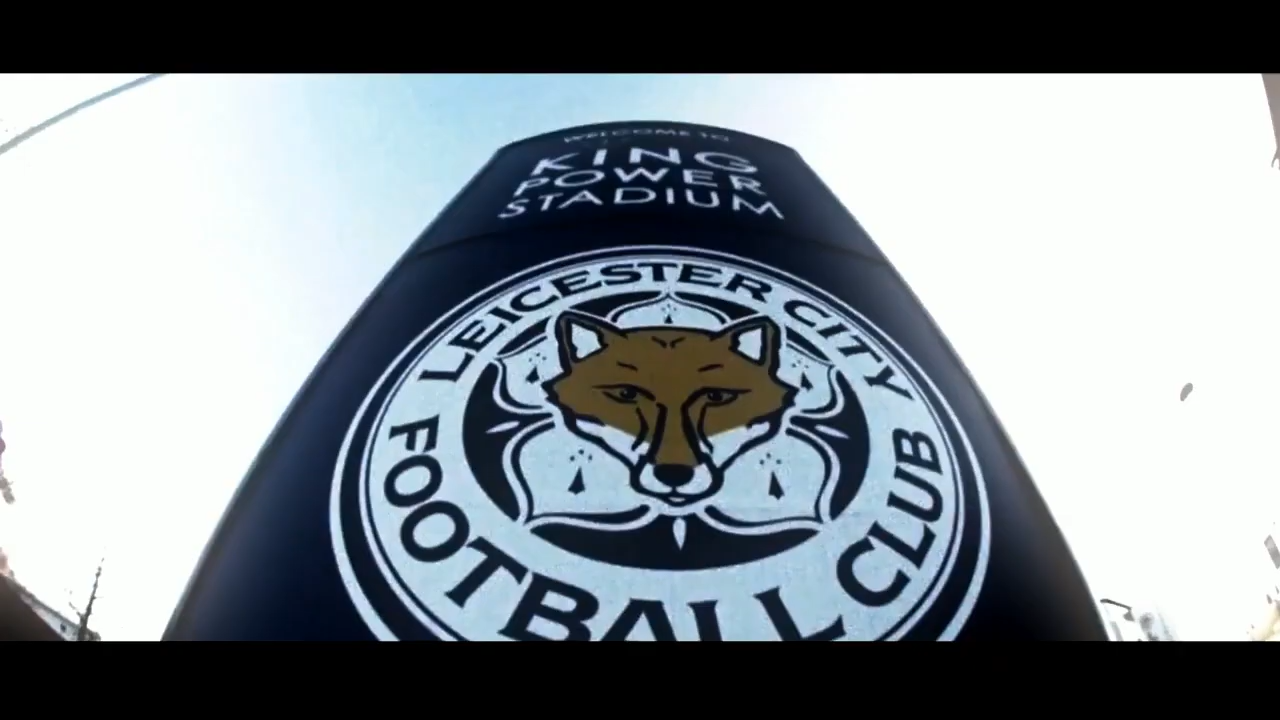 WELCOME TO
KING
POWER
STADIUM
LEICESTER CITY
FOOTBALL CLUB